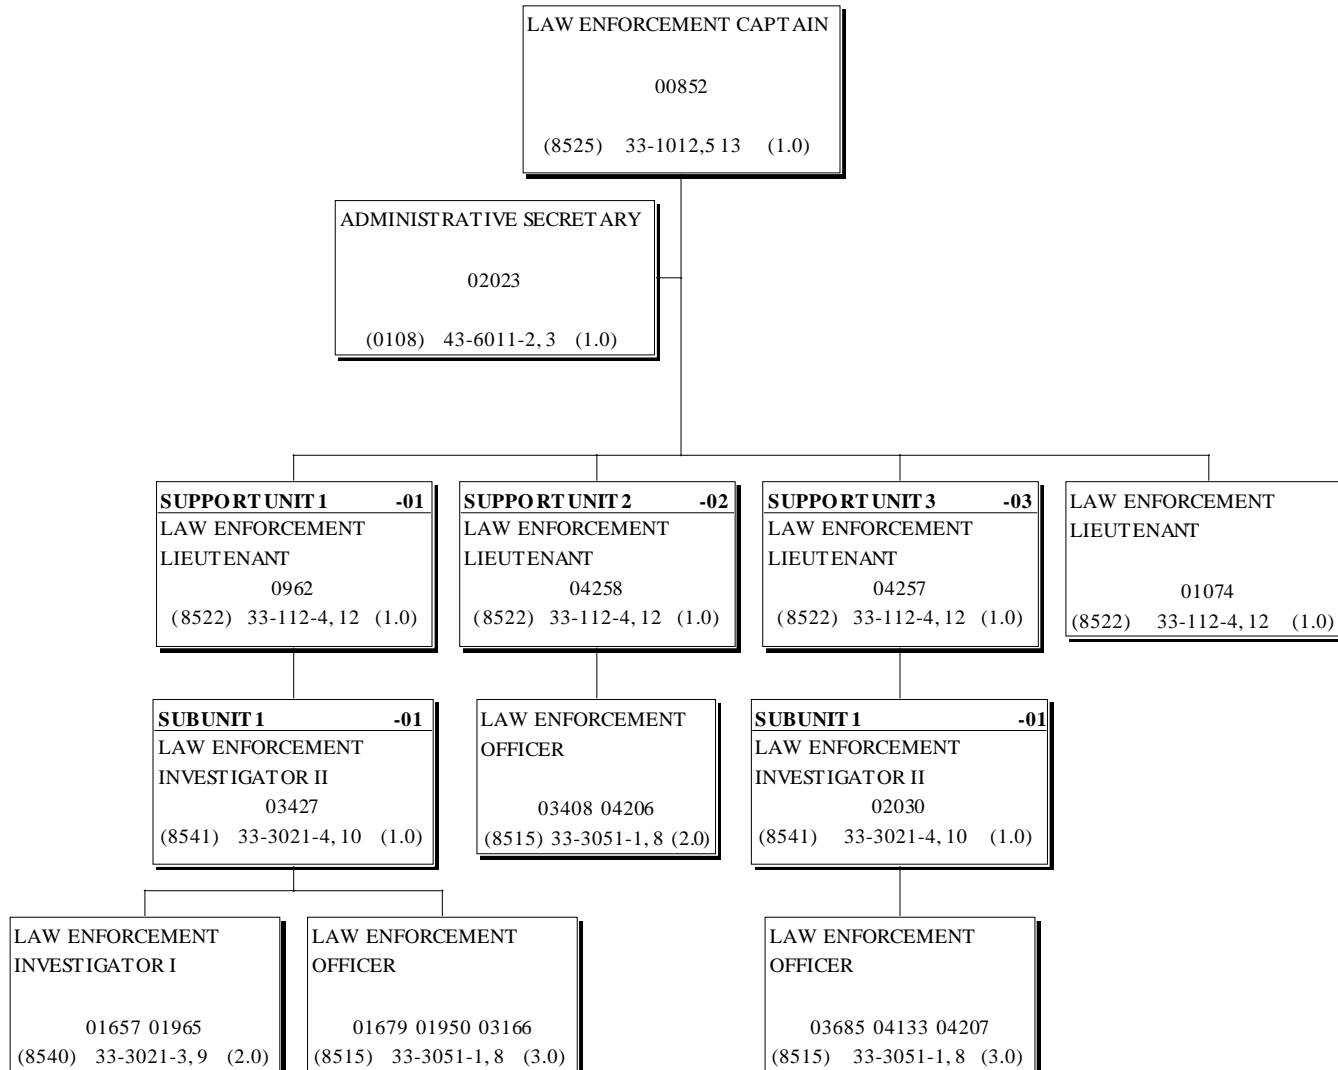 LAW ENFORCEMENT CAPTAIN
00852
(8525) 33-1012,5 13 (1.0)
ADMINISTRATIVE SECRETARY
02023
(0108) 43-6011-2, 3 (1.0)
SUPPORT UNIT 1 -01
LAW ENFORCEMENT
LIEUTENANT
0962
(8522) 33-112-4, 12 (1.0)
SUPPORT UNIT 2 -02
LAW ENFORCEMENT
LIEUTENANT
04258
(8522) 33-112-4, 12 (1.0)
SUPPORT UNIT 3 -03
LAW ENFORCEMENT
LIEUTENANT
04257
(8522) 33-112-4, 12 (1.0)
LAW ENFORCEMENT
LIEUTENANT
01074
(8522) 33-112-4, 12 (1.0)
SUBUNIT 1 -01
LAW ENFORCEMENT
INVESTIGATOR II
03427
(8541) 33-3021-4, 10 (1.0)
LAW ENFORCEMENT
OFFICER
03408 04206
(8515) 33-3051-1, 8 (2.0)
SUBUNIT 1 -01
LAW ENFORCEMENT
INVESTIGATOR II
02030
(8541) 33-3021-4, 10 (1.0)
LAW ENFORCEMENT
INVESTIGATOR I
01657 01965
(8540) 33-3021-3, 9 (2.0)
LAW ENFORCEMENT
OFFICER
01679 01950 03166
(8515) 33-3051-1, 8 (3.0)
LAW ENFORCEMENT
OFFICER
03685 04133 04207
(8515) 33-3051-1, 8 (3.0)